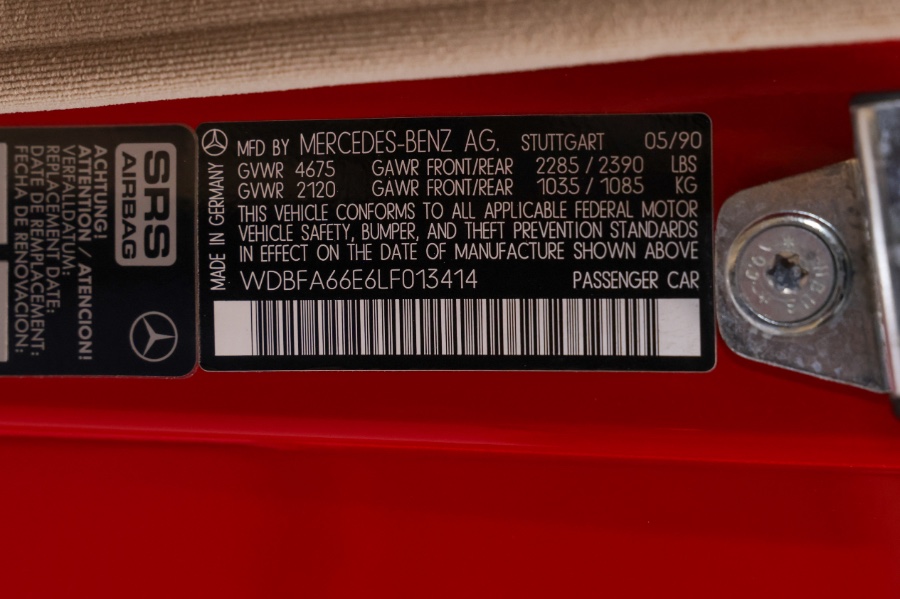 SRS
AIRBAG
ACHTUNG!
ATTENTION / ATENCION!
VERFALLDATUM:
REPLACEMENT DATE:
DATE DE REMPLACEMENT:
FECHA DE RENOVACIÓN:
MADE IN GERMANY
MFD BY MERCEDES-BENZ AG. STUTTGART 05/90
GVWR 4675 GAWR FRONT/REAR 2285 / 2390 LBS
GVWR 2120 GAWR FRONT/REAR 1035 / 1085 KG
THIS VEHICLE CONFORMS TO ALL APPLICABLE FEDERAL MOTOR
VEHICLE SAFETY, BUMPER, AND THEFT PREVENTION STANDARDS
IN EFFECT ON THE DATE OF MANUFACTURE SHOWN ABOVE
WDBFA66E6LF013414 PASSENGER CAR